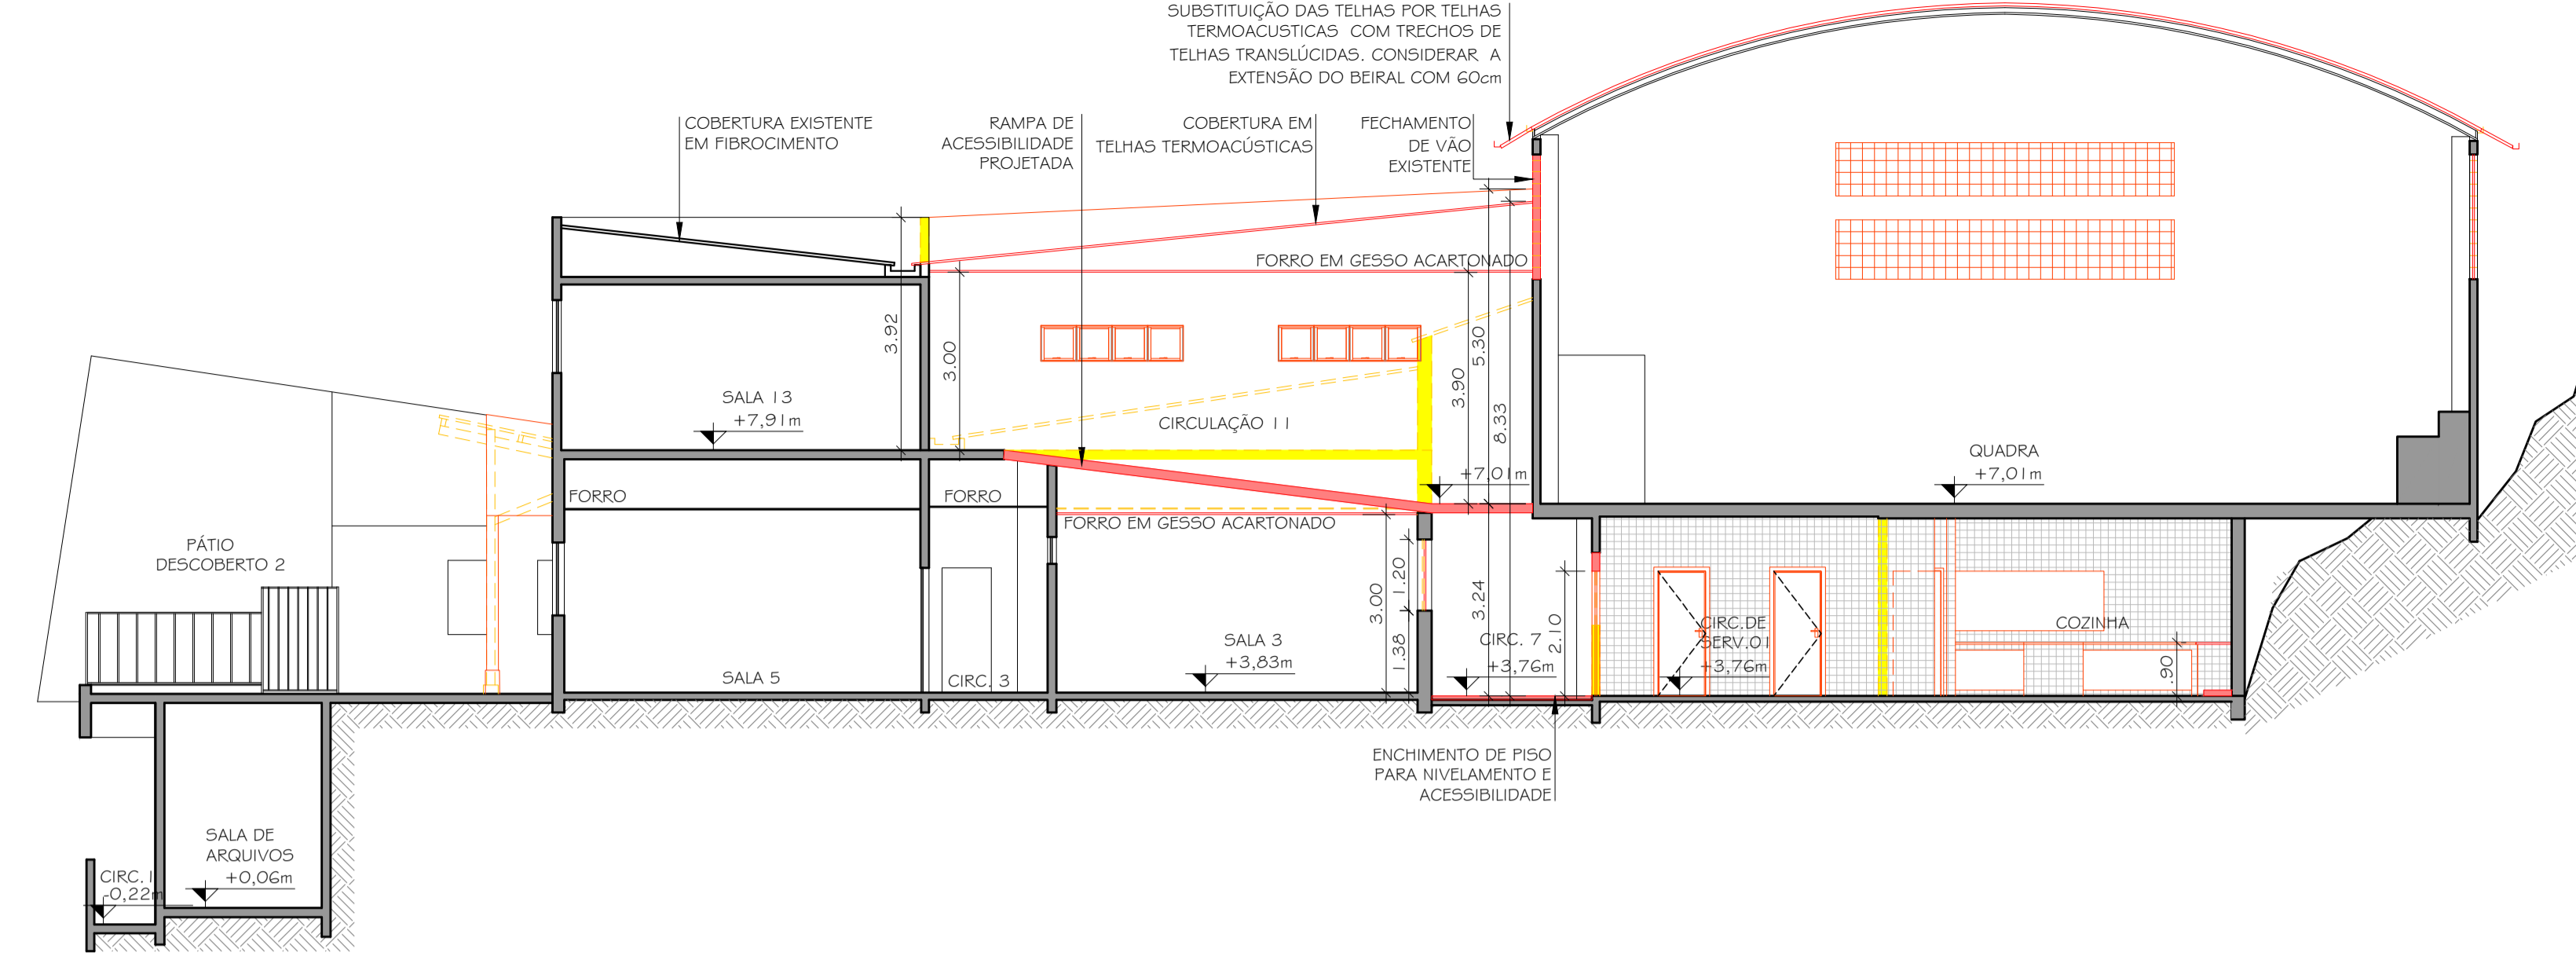 SUBSTITUIÇÃO DAS TELHAS POR TELHAS
TERMOACUSTICAS COM TRECHOS DE
TELHAS TRANSLÚCIDAS. CONSIDERAR A
EXTENSÃO DO BEIRAL COM 60cm
COBERTURA EXISTENTE
EM FIBROCIMENTO
RAMPA DE
ACESSIBILIDADE
PROJETADA
COBERTURA EM
TELHAS TERMOACÚSTICAS
FECHAMENTO
DE VÃO
EXISTENTE
FORRO EM GESSO ACARTONADO
3.92
3.00
5.30
3.90
8.33
SALA 13
+7,91m
CIRCULAÇÃO 11
+7,01m
QUADRA
+7,01m
FORRO
FORRO
FORRO EM GESSO ACARTONADO
PÁTIO
DESCOBERTO 2
1.20
3.00
1.38
3.24
2.10
SALA 5
CIRC. 3
SALA 3
+3,83m
CIRC. 7
+3,76m
CIRC.DE
SERV.01
+3,76m
COZINHA
.90
ENCHIMENTO DE PISO
PARA NIVELAMENTO E
ACESSIBILIDADE
SALA DE
ARQUIVOS
+0,06m
CIRC. 1
-0,22m